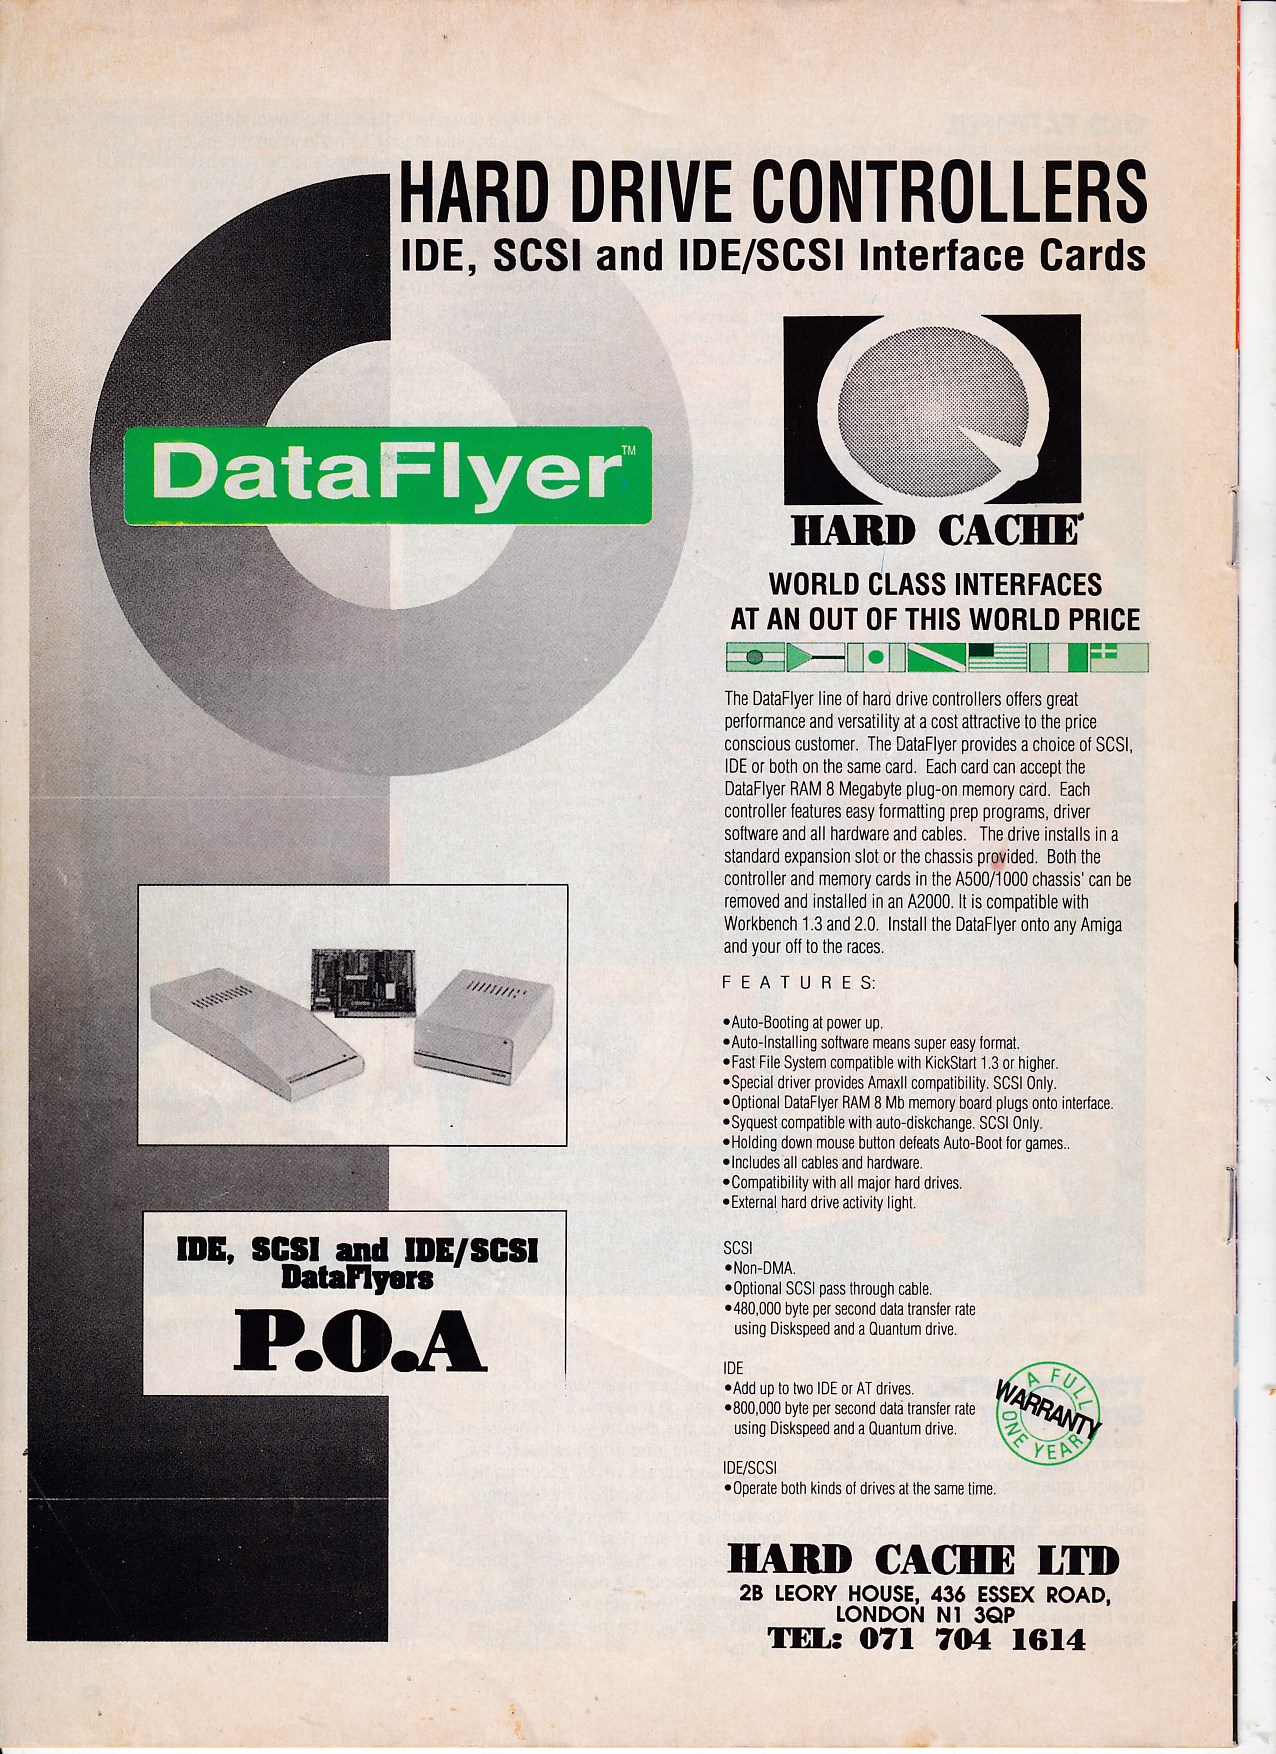 HARD DRIVE CONTROLLERS
IDE, SCSI and IDE/SCSI Interface Cards
DataFlyer™
HARD CACHE
WORLD CLASS INTERFACES
AT AN OUT OF THIS WORLD PRICE
The DataFlyer line of hard drive controllers offers great
performance and versatility at a cost attractive to the price
conscious customer. The DataFlyer provides a choice of SCSI,
IDE or both on the same card. Each card can accept the
DataFlyer RAM 8 Megabyte plug-on memory card. Each
controller features easy formatting prep programs, driver
software and all hardware and cables. The drive installs in a
standard expansion slot or the chassis provided. Both the
controller and memory cards in the A500/1000 chassis' can be
removed and installed in an A2000. It is compatible with
Workbench 1.3 and 2.0. Install the DataFlyer onto any Amiga
and your off to the races.
FEATURES:
•Auto-Booting at power up.
•Auto-Installing software means super easy format.
•Fast File System compatible with KickStart 1.3 or higher.
•Special driver provides AmaxII compatibility. SCSI Only.
•Optional DataFlyer RAM 8 Mb memory board plugs onto interface.
•Syquest compatible with auto-diskchange. SCSI Only.
•Holding down mouse button defeats Auto-Boot for games..
•Includes all cables and hardware.
•Compatibility with all major hard drives.
•External hard drive activity light.
SCSI
•Non-DMA.
•Optional SCSI pass through cable.
•480,000 byte per second data transfer rate
using Diskspeed and a Quantum drive.
IDE
•Add up to two IDE or AT drives.
•800,000 byte per second data transfer rate
using Diskspeed and a Quantum drive.
IDE/SCSI
•Operate both kinds of drives at the same time.
A FULL
WARRANTY
ONE YEAR
IDE, SCSI and IDE/SCSI
DataFlyers
P.O.A
HARD CACHE LTD
2B LEORY HOUSE, 436 ESSEX ROAD,
LONDON N1 3QP
TEL: 071 704 1614